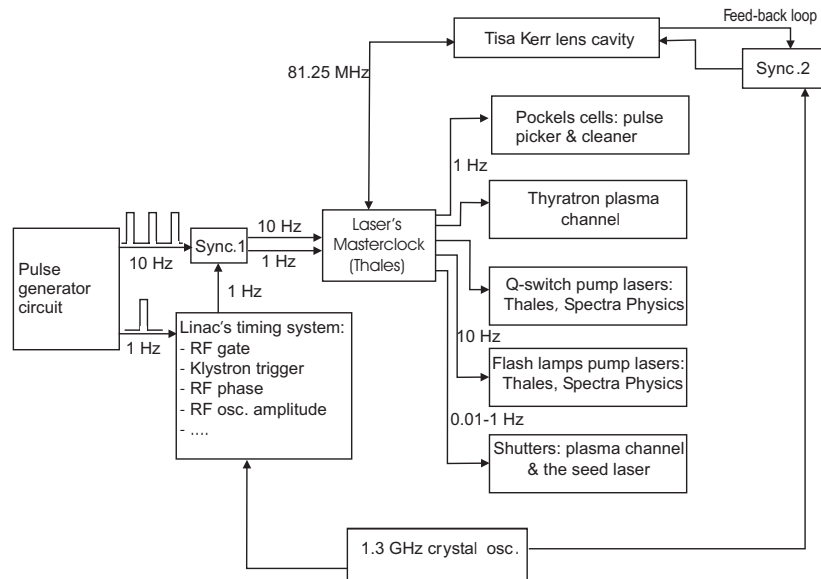 Feed-back loop
Tisa Kerr lens cavity
Sync.2
81.25 MHz
Pockels cells: pulse
picker & cleaner
1 Hz
Thyratron plasma
channel
10 Hz
Laser's
Masterclock
(Thales)
Sync.1
1 Hz
Pulse
generator
circuit
10 Hz
1 Hz
Q-switch pump lasers:
Thales, Spectra Physics
1 Hz
Linac's timing system:
- RF gate
- Klystron trigger
- RF phase
- RF osc. amplitude
- ....
10 Hz
Flash lamps pump lasers:
Thales, Spectra Physics
0.01-1 Hz
Shutters: plasma channel
& the seed laser
1.3 GHz crystal osc.